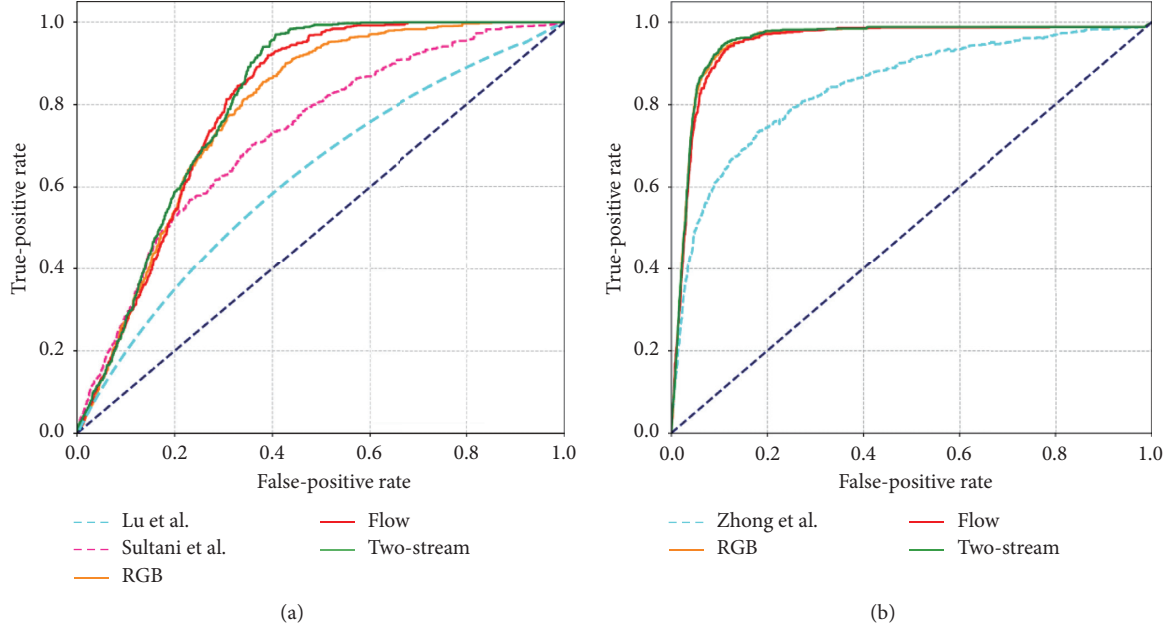 1.0
0.8
0.6
0.4
0.2
0.0
True-positive rate
0.0 0.2 0.4 0.6 0.8 1.0
False-positive rate
Lu et al.
Sultani et al.
RGB
Flow
Two-stream
(a)
1.0
0.8
0.6
0.4
0.2
0.0
True-positive rate
0.0 0.2 0.4 0.6 0.8 1.0
False-positive rate
Zhong et al.
RGB
Flow
Two-stream
(b)